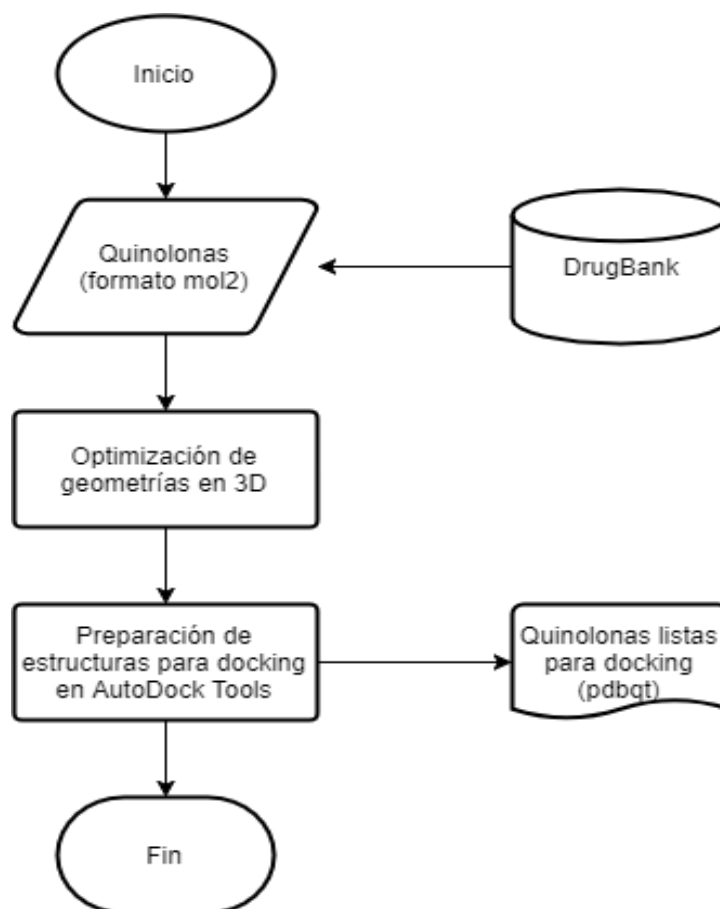 Inicio
Quinolonas
(formato mol2)
DrugBank
Optimización de
geometrías en 3D
Preparación de
estructuras para docking
en AutoDock Tools
Quinolonas listas
para docking
(pdbqt)
Fin